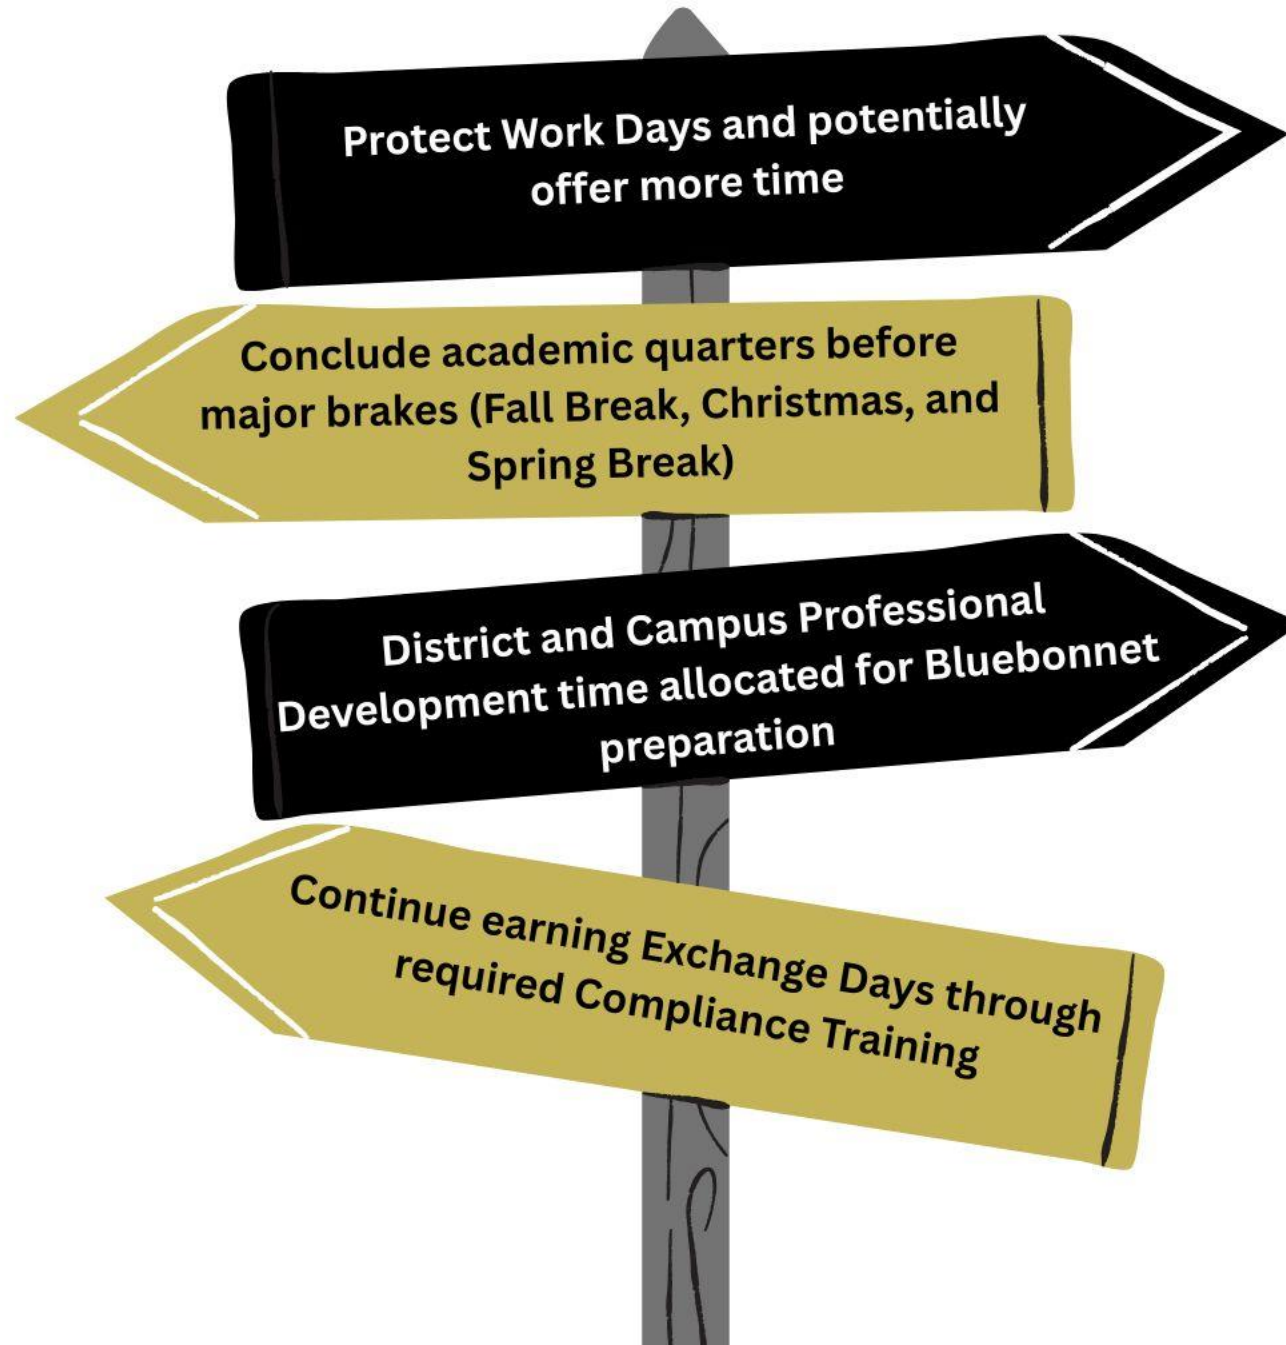 Protect Work Days and potentially
offer more time
Conclude academic quarters before
major brakes (Fall Break, Christmas, and
Spring Break)
District and Campus Professional
Development time allocated for Bluebonnet
preparation
Continue earning Exchange Days through
required Compliance Training